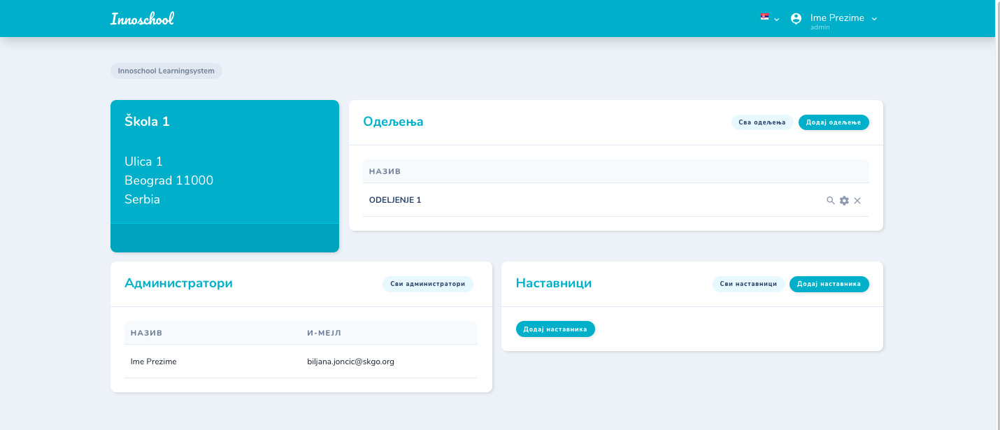 Innoschool
Ime Prezime
admin
Innoschool Learningsystem
Škola 1
Ulica 1
Beograd 11000
Serbia
Одељења
Сва одељења
Додај одељење
НАЗИВ
ODELJENJE 1
Администратори
Сви администратори
НАЗИВ
И-МЕЈЛ
Ime Prezime
biljana.joncic@skgo.org
Наставници
Сви наставници
Додај наставника
Додај наставника